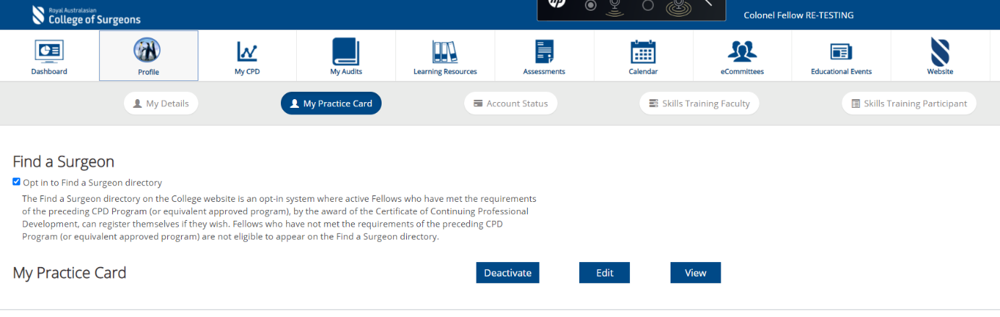 Royal Australasian
College of Surgeons
hp
Colonel Fellow RE-TESTING
Dashboard
Profile
My CPD
My Audits
Learning Resources
Assessments
Calendar
eCommittees
Educational Events
Website
My Details
My Practice Card
Account Status
Skills Training Faculty
Skills Training Participant
Find a Surgeon
Opt in to Find a Surgeon directory
The Find a Surgeon directory on the College website is an opt-in system where active Fellows who have met the requirements
of the preceding CPD Program (or equivalent approved program), by the award of the Certificate of Continuing Professional
Development, can register themselves if they wish. Fellows who have not met the requirements of the preceding CPD
Program (or equivalent approved program) are not eligible to appear on the Find a Surgeon directory.
My Practice Card
Deactivate
Edit
View